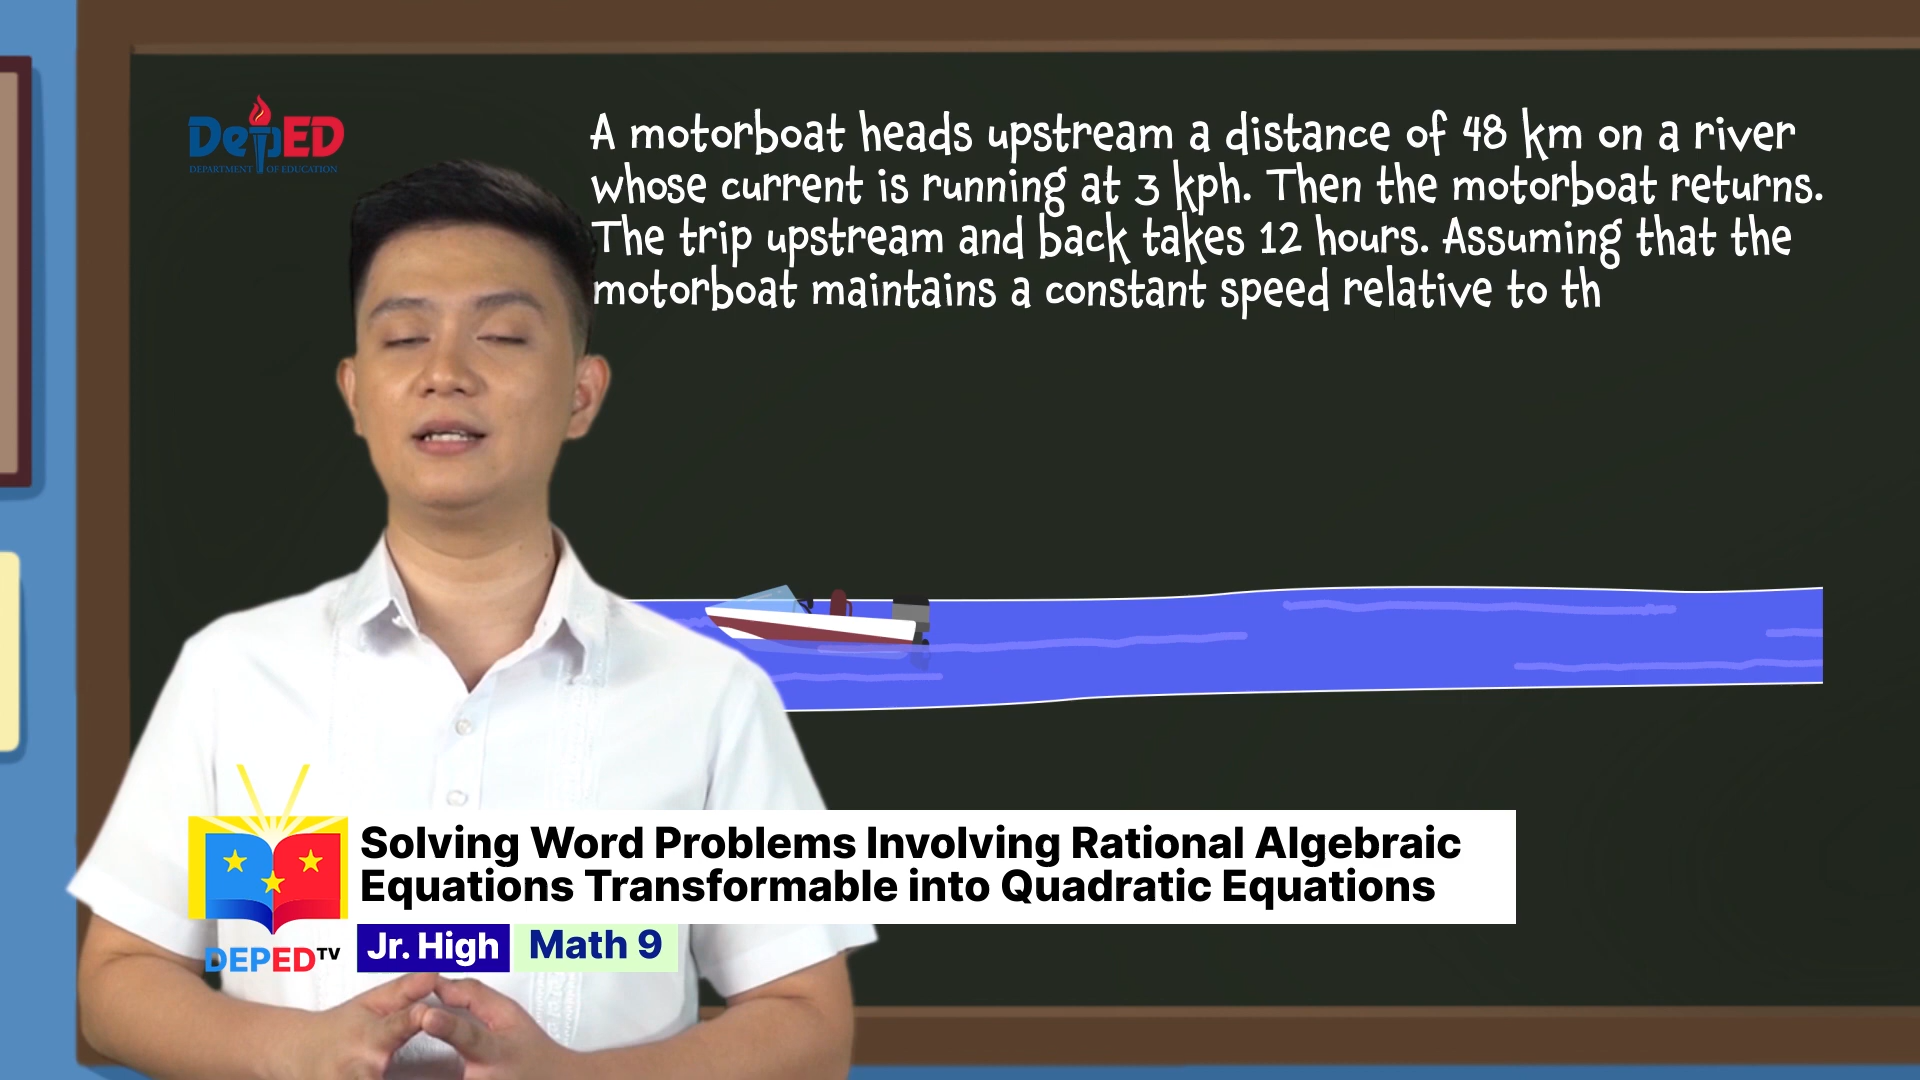 DepED
DEPARTMENT OF EDUCATION
A motorboat heads upstream a distance of 48 km on a river
whose current is running at 3 kph. Then the motorboat returns.
The trip upstream and back takes 12 hours. Assuming that the
motorboat maintains a constant speed relative to th
Solving Word Problems Involving Rational Algebraic
Equations Transformable into Quadratic Equations
DEPED TV
Jr. High
Math 9